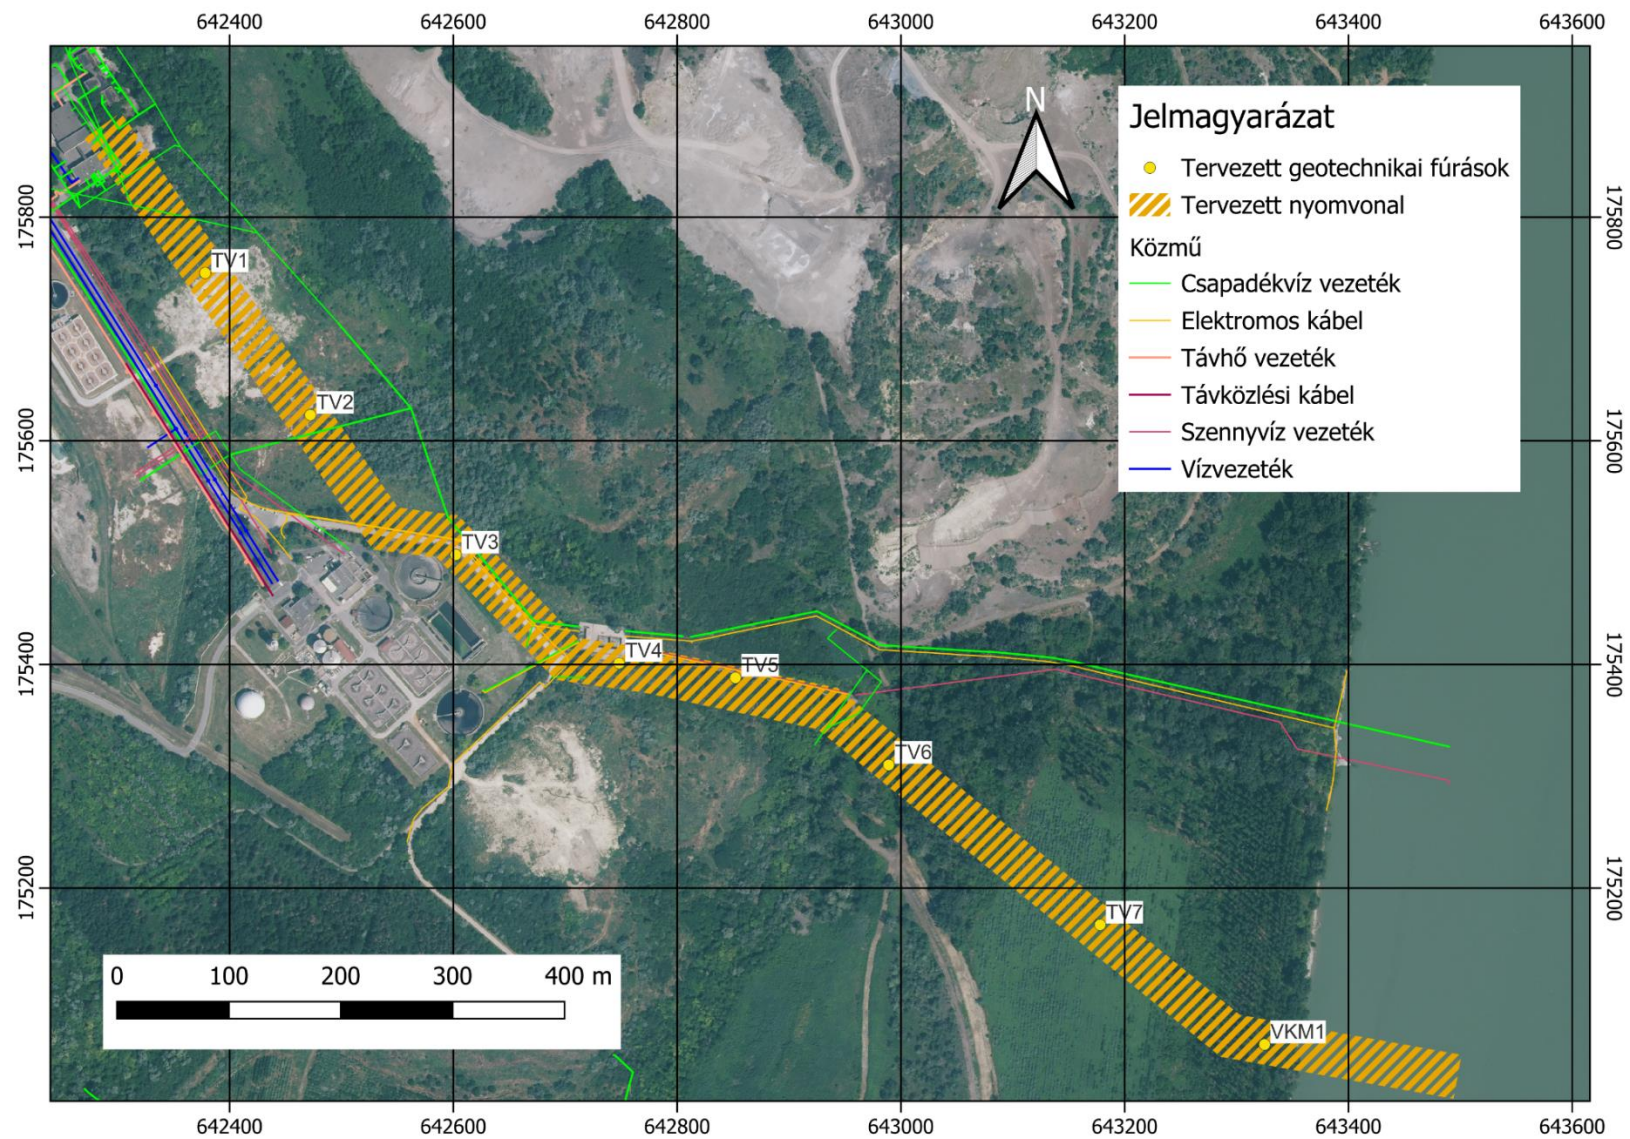 642400 642600 642800 643000 643200 643400 643600
N
Jelmagyarázat
Tervezett geotechnikai fúrások
Tervezett nyomvonal
Közmű
Csapadékvíz vezeték
Elektromos kábel
Távhő vezeték
Távközlési kábel
Szennyvíz vezeték
Vízvezeték
175800
175800
TV1
TV2
175600
175600
TV3
TV4
TV5
175400
175400
TV6
175200
175200
TV7
0 100 200 300 400 m
VKM1
642400 642600 642800 643000 643200 643400 643600